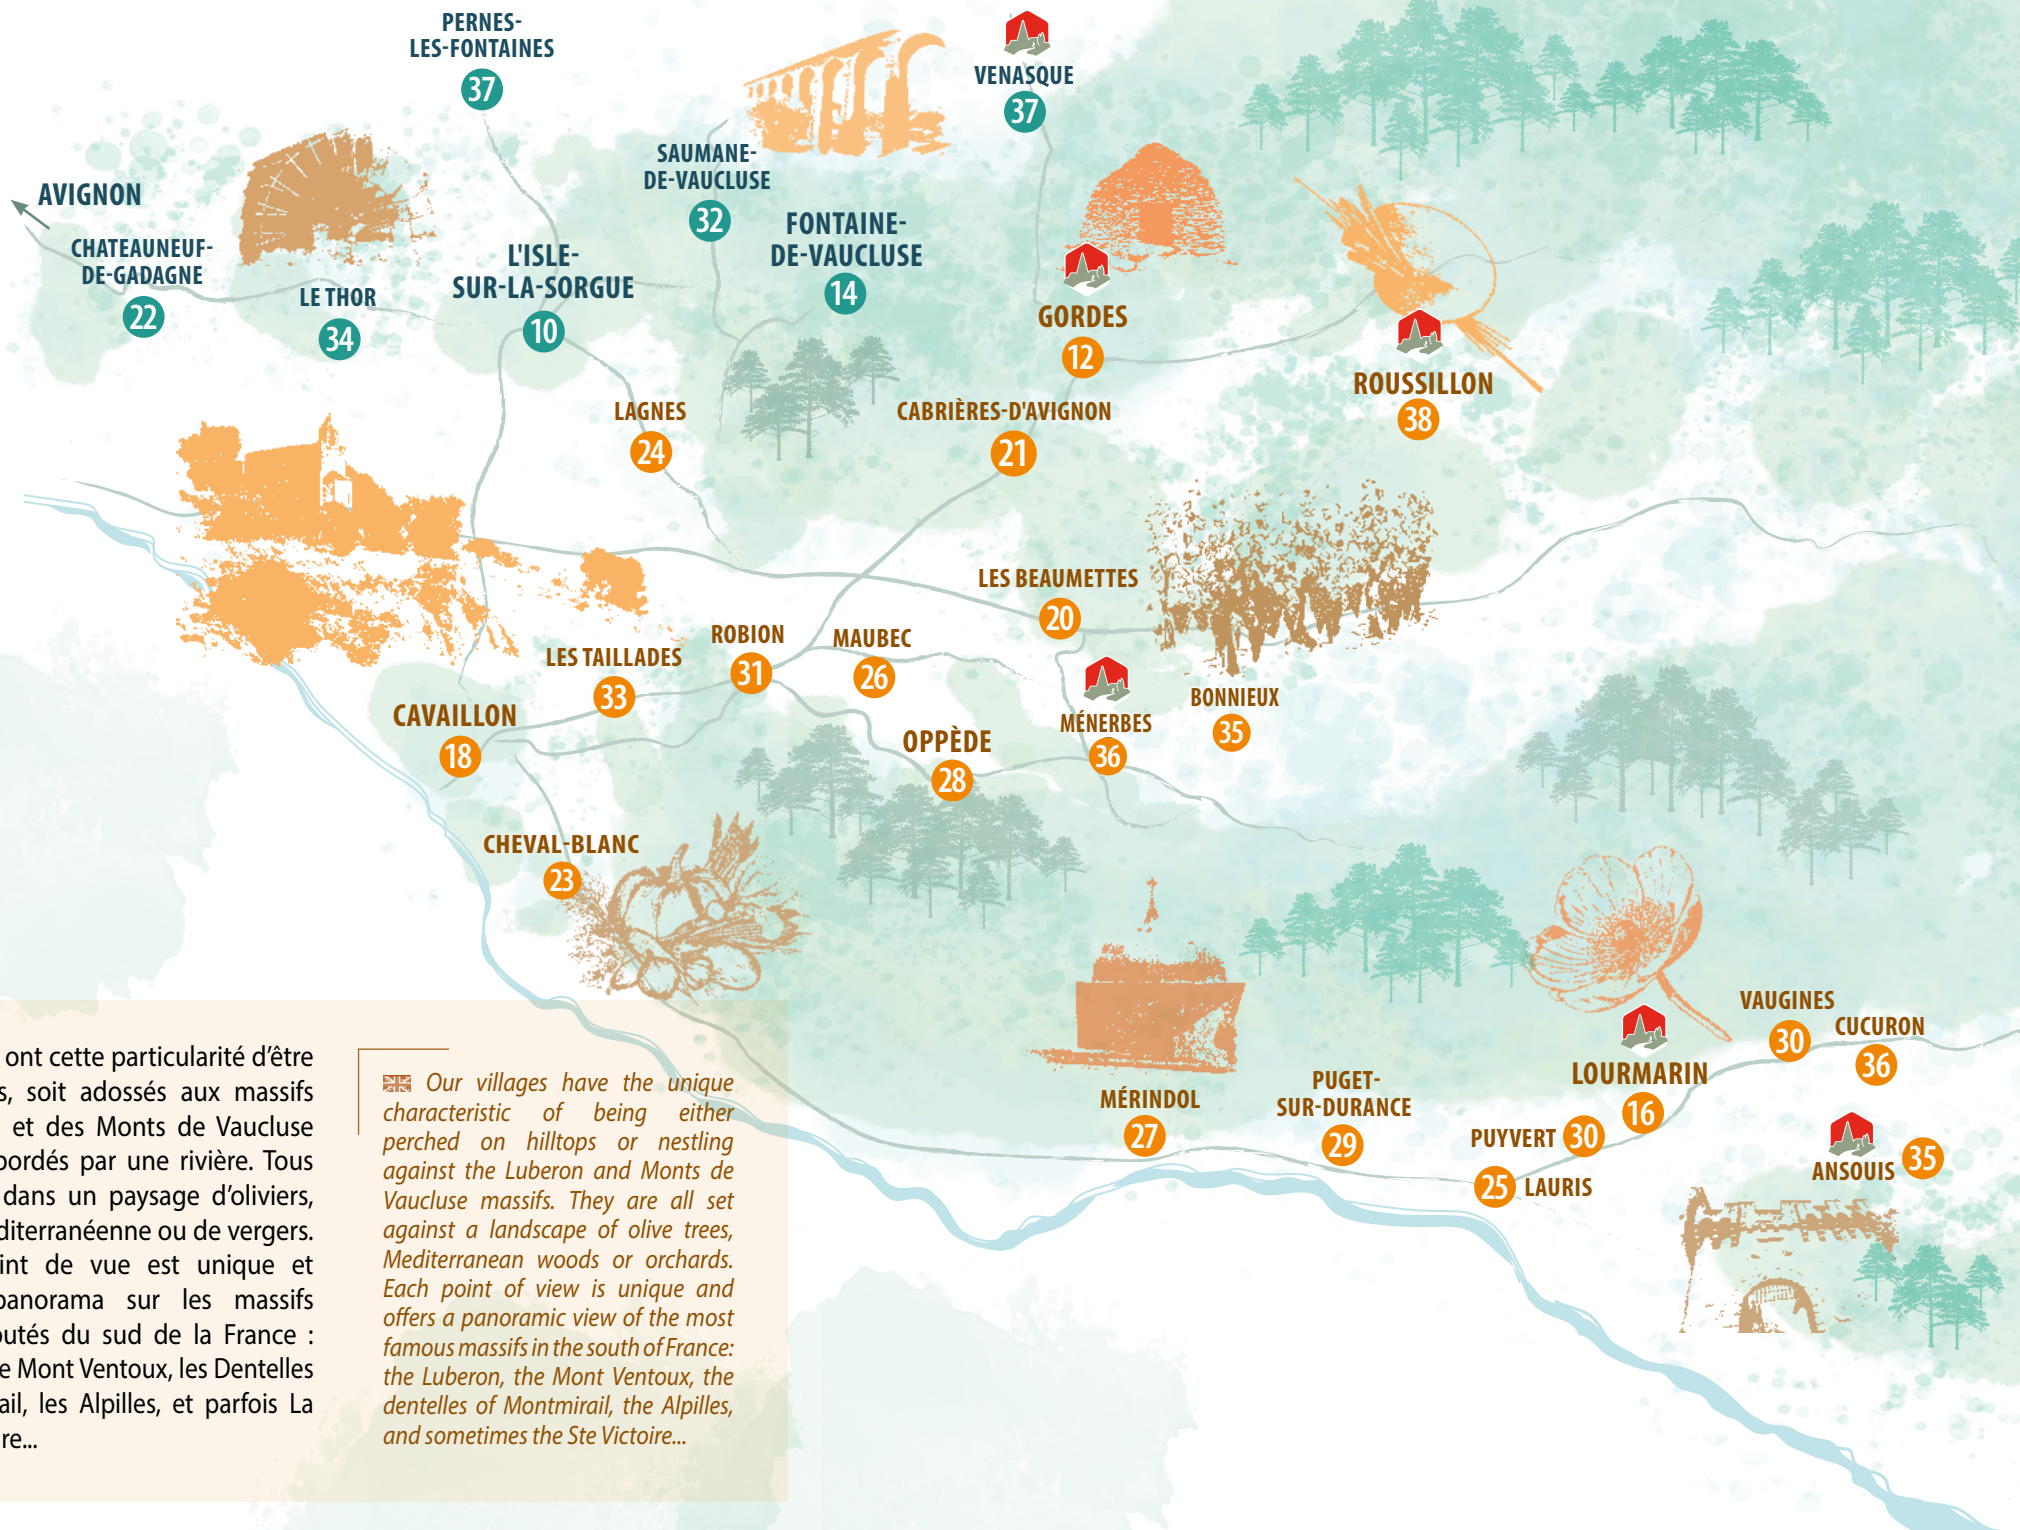 PERNES-
LES-FONTAINES
37
VENASQUE
37
SAUMANE-
DE-VAUCLUSE
32
AVIGNON
CHATEAUNEUF-
DE-GADAGNE
22
LE THOR
34
L'ISLE-
SUR-LA-SORGUE
10
FONTAINE-
DE-VAUCLUSE
14
GORDES
12
ROUSSILLON
38
LAGNES
24
CABRIÈRES-D'AVIGNON
21
LES BEAUMETTES
20
ROBION
31
MAUBEC
26
LES TAILLADES
33
CAVAILLON
18
OPPÈDE
28
MÉNERBES
36
BONNIEUX
35
CHEVAL-BLANC
23
MÉRINDOL
27
PUGET-
SUR-DURANCE
29
LOURMARIN
16
VAUGINES
30
CUCURON
36
PUYVERT 30
25 LAURIS
ANSOUIS 35
ont cette particularité d’être
s, soit adossés aux massifs
et des Monts de Vaucluse
bordés par une rivière. Tous
dans un paysage d’oliviers,
diterranéenne ou de vergers.
int de vue est unique et
panorama sur les massifs
putés du sud de la France :
e Mont Ventoux, les Dentelles
ail, les Alpilles, et parfois La
re...
Our villages have the unique
characteristic of being either
perched on hilltops or nestling
against the Luberon and Monts de
Vaucluse massifs. They are all set
against a landscape of olive trees,
Mediterranean woods or orchards.
Each point of view is unique and
offers a panoramic view of the most
famous massifs in the south of France:
the Luberon, the Mont Ventoux, the
dentelles of Montmirail, the Alpilles,
and sometimes the Ste Victoire...